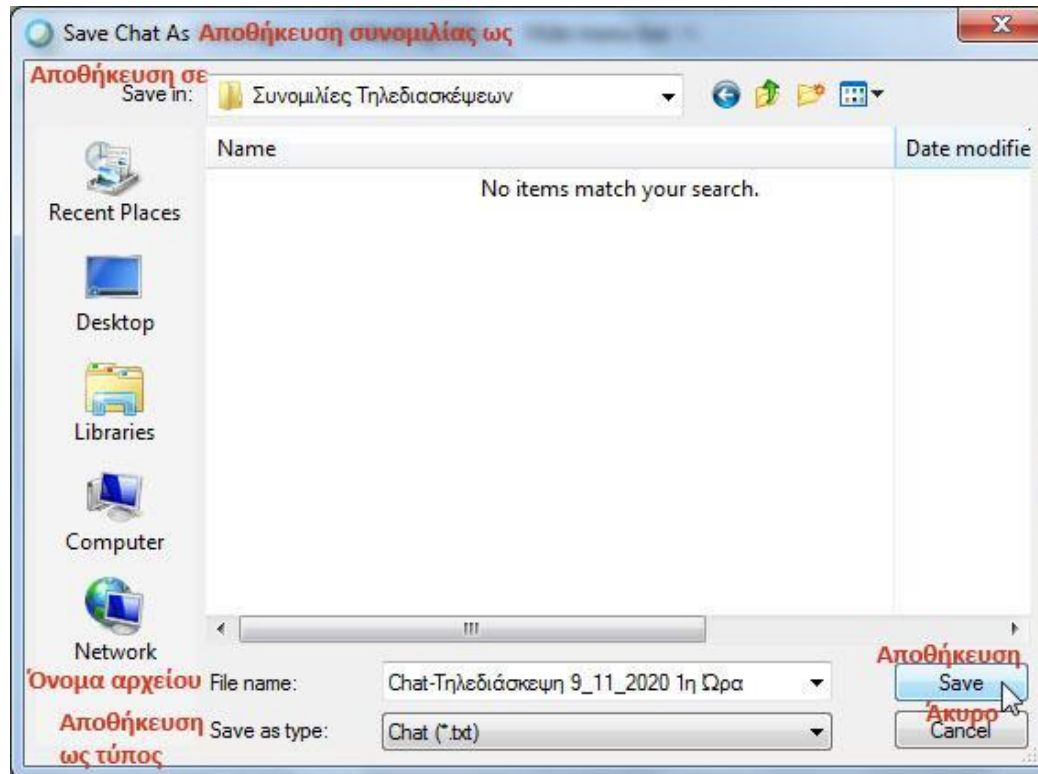 Save Chat As Αποθήκευση συνομιλίας ως
Αποθήκευση σε
Save in: Συνομιλίες Τηλεδιασκέψεων
Name Date modifie
No items match your search.
Recent Places
Desktop
Libraries
Computer
Network
Αποθήκευση
Όνομα αρχείου File name: Chat-Τηλεδιάσκεψη 9_11_2020 1η Ώρα Save
Άκυρο
Αποθήκευση Save as type: Chat (*.txt) Cancel
ως τύπος